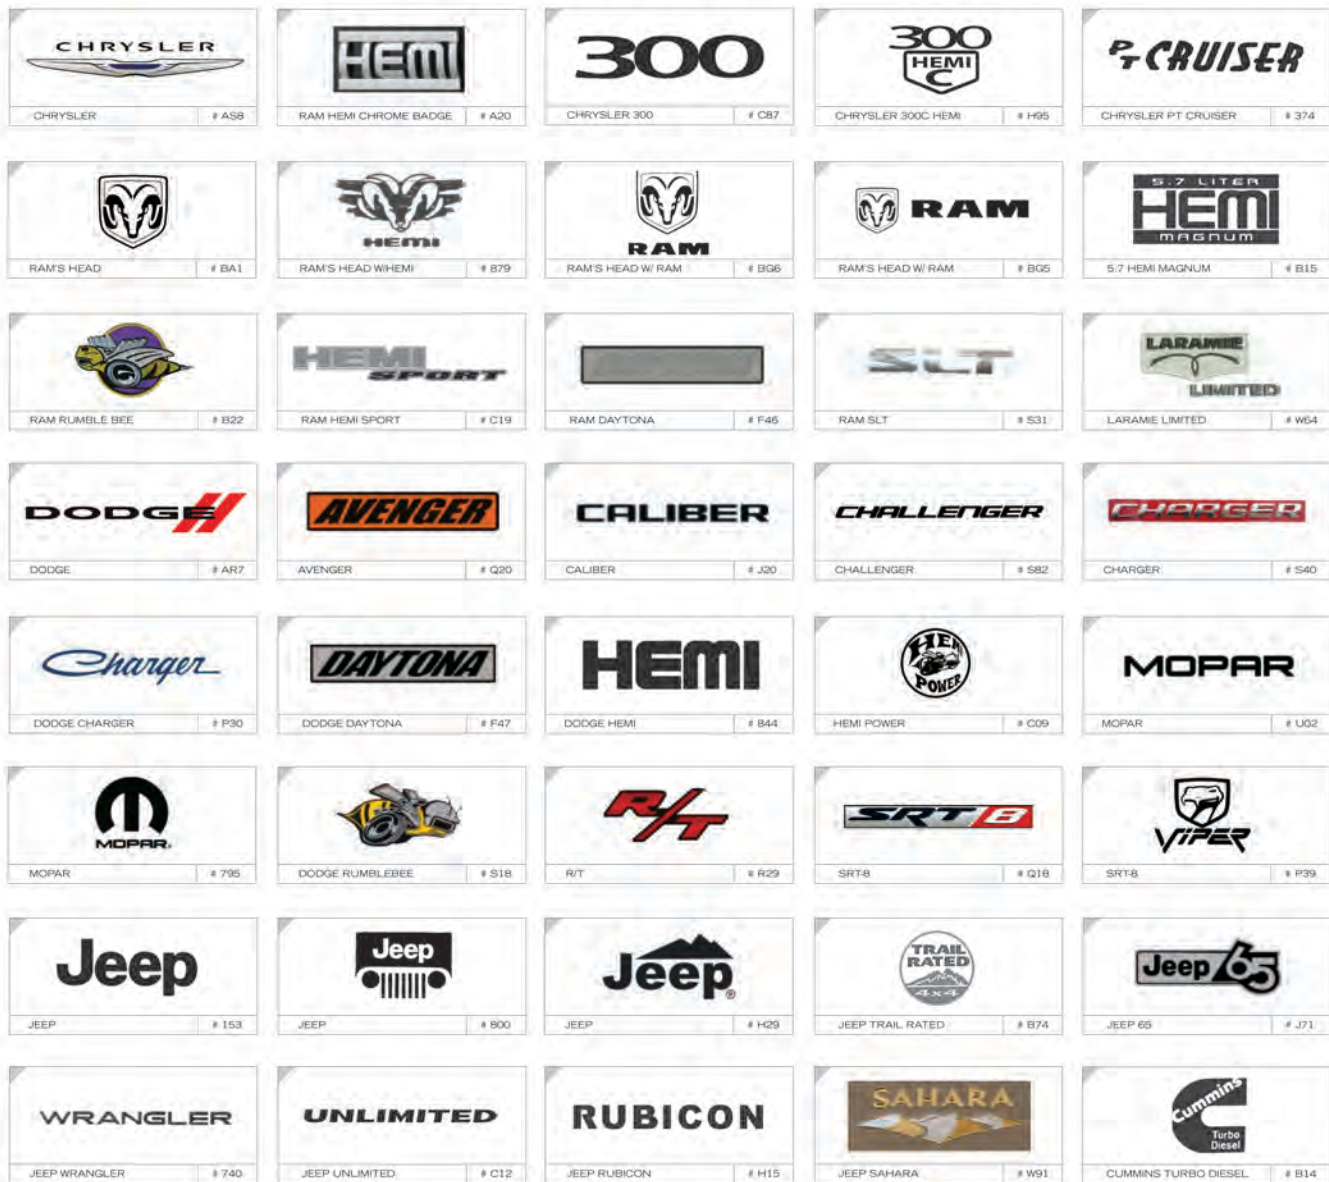 CHRYSLER
CHRYSLER # AS8
HEMI
RAM HEMI CHROME BADGE # A20
300
CHRYSLER 300 # C87
300
HEMI
C
CHRYSLER 300C HEMI # H95
PT CRUISER
CHRYSLER PT CRUISER # 374
RAM'S HEAD # BA1
HEMI
RAM'S HEAD W/HEMI # 879
RAM
RAM'S HEAD W/ RAM # BG6
RAM
RAM'S HEAD W/ RAM # BG5
5.7 LITER
HEMI
MAGNUM
5.7 HEMI MAGNUM # B15
RAM RUMBLE BEE # B22
HEMI
SPORT
RAM HEMI SPORT # C19
RAM DAYTONA # F46
SLT
RAM SLT # S31
LARAMIE
LIMITED
LARAMIE LIMITED # W64
DODGE
DODGE # AR7
AVENGER
AVENGER # Q20
CALIBER
CALIBER # J20
CHALLENGER
CHALLENGER # S82
CHARGER
CHARGER # S40
Charger
DODGE CHARGER # P30
DAYTONA
DODGE DAYTONA # F47
HEMI
DODGE HEMI # 844
HEMI
POWER
HEMI POWER # C09
MOPAR
MOPAR # U02
MOPAR
MOPAR # 795
DODGE RUMBLEBEE # S18
R/T
R/T # R29
SRT 8
SRT-8 # Q18
VIPER
SRT-8 # P39
Jeep
JEEP # 153
Jeep
JEEP # 800
Jeep®
JEEP # H29
TRAIL
RATED
4x4
JEEP TRAIL RATED # B74
Jeep 65
JEEP 65 # J71
WRANGLER
JEEP WRANGLER # 740
UNLIMITED
JEEP UNLIMITED # C12
RUBICON
JEEP RUBICON # H15
SAHARA
JEEP SAHARA # W91
Cummins
Turbo
Diesel
CUMMINS TURBO DIESEL # B14